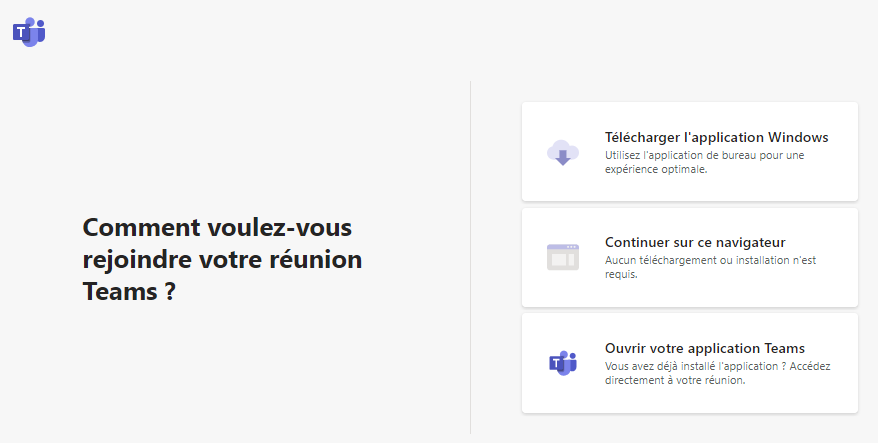 Comment voulez-vous
rejoindre votre réunion
Teams ?
Télécharger l'application Windows
Utilisez l'application de bureau pour une
expérience optimale.
Continuer sur ce navigateur
Aucun téléchargement ou installation n'est
requis.
Ouvrir votre application Teams
Vous avez déjà installé l'application ? Accédez
directement à votre réunion.